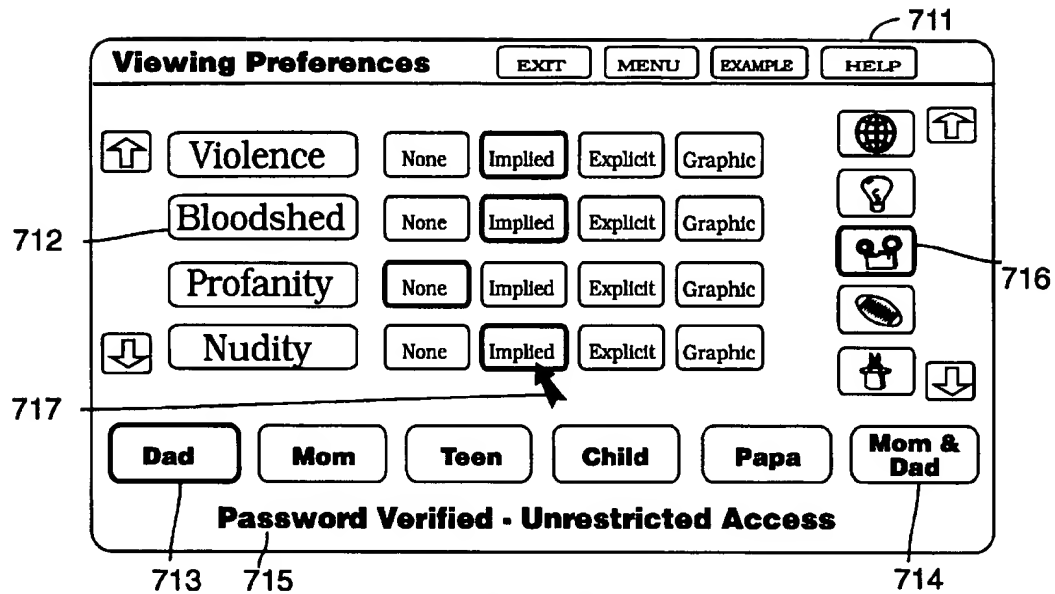 711
Viewing Preferences EXIT MENU EXAMPLE HELP
Violence None Implied Explicit Graphic
Bloodshed None Implied Explicit Graphic
712
716
Profanity None Implied Explicit Graphic
Nudity None Implied Explicit Graphic
717
Dad Mom Teen Child Papa Mom & Dad
Password Verified - Unrestricted Access
713 715 714